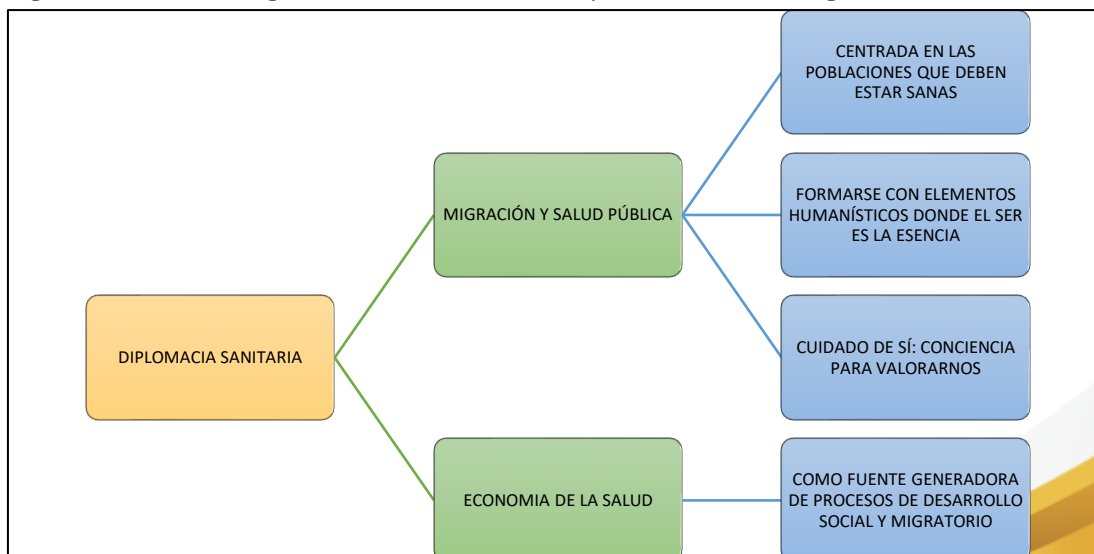 CENTRADA EN LAS
POBLACIONES QUE DEBEN
ESTAR SANAS
MIGRACIÓN Y SALUD PÚBLICA
FORMARSE CON ELEMENTOS
HUMANÍSTICOS DONDE EL SER
ES LA ESENCIA
DIPLOMACIA SANITARIA
CUIDADO DE SÍ: CONCIENCIA
PARA VALORARNOS
ECONOMIA DE LA SALUD
COMO FUENTE GENERADORA
DE PROCESOS DE DESARROLLO
SOCIAL Y MIGRATORIO